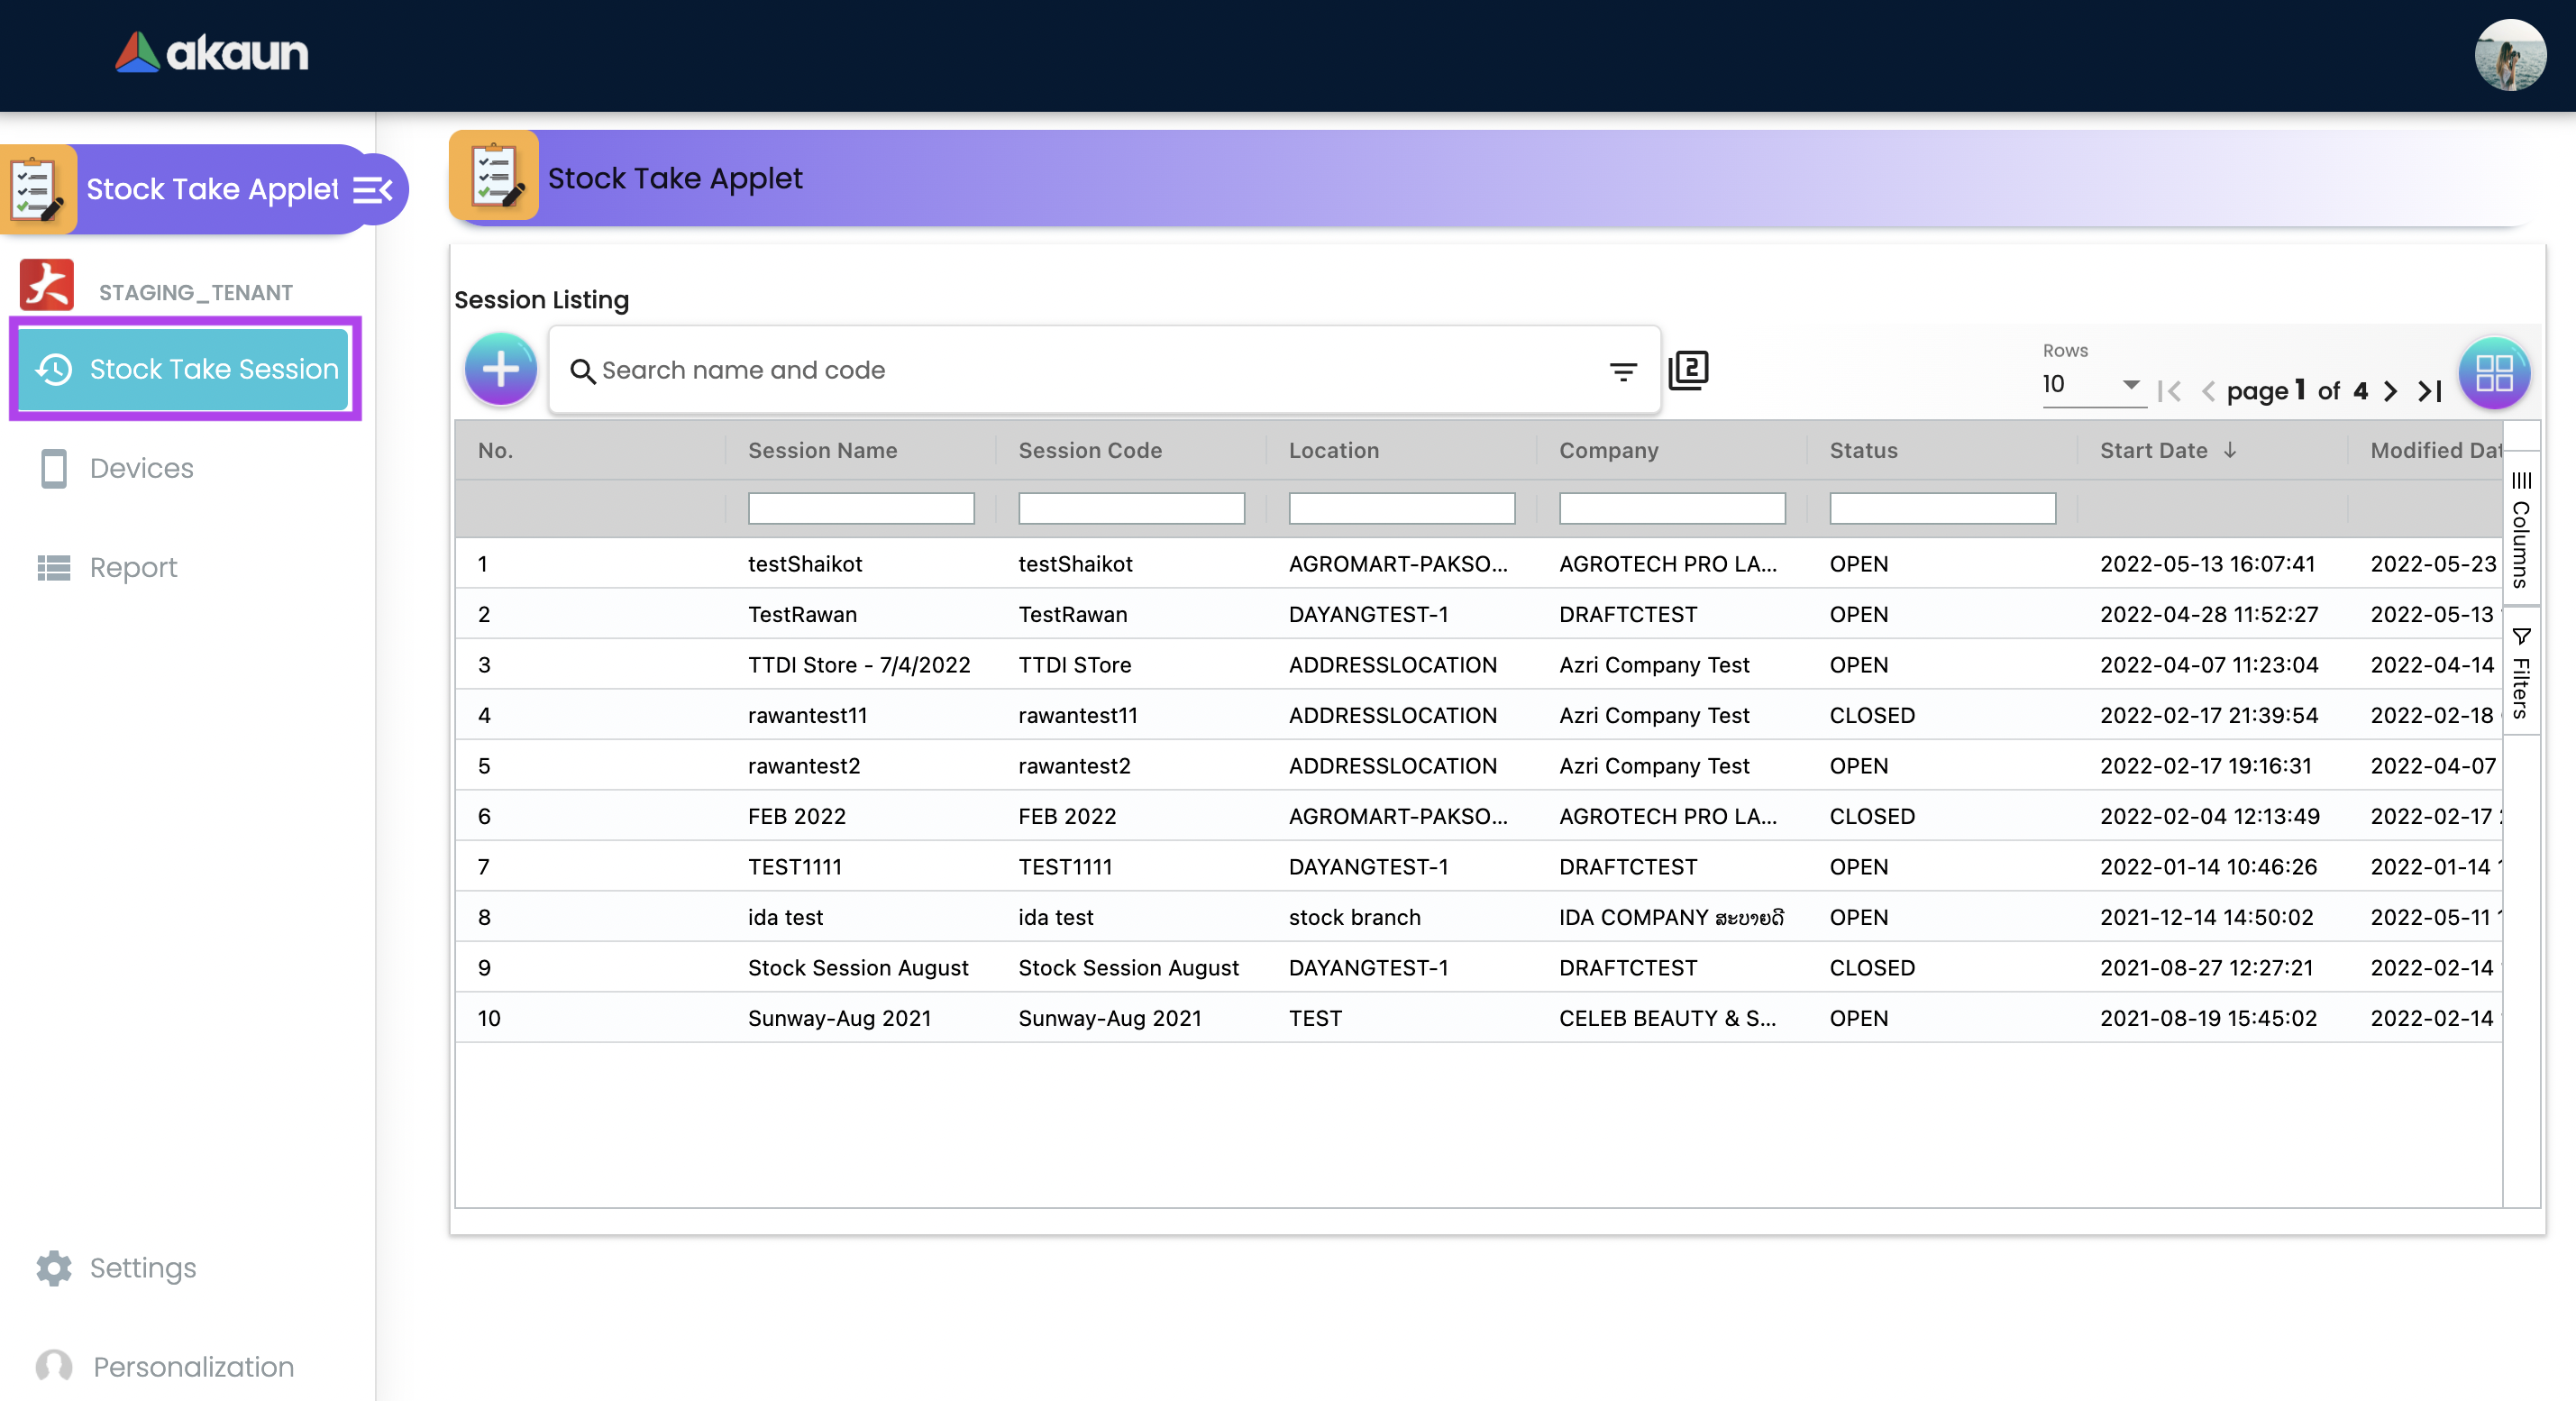 akaun
Stock Take Applet
STAGING_TENANT
Stock Take Session
Devices
Report
Settings
Personalization
Stock Take Applet
Session Listing
Search name and code
2
Rows
10
page 1 of 4
No. Session Name Session Code Location Company Status Start Date Modified Dat
1 testShaikot testShaikot AGROMART-PAKSO... AGROTECH PRO LA... OPEN 2022-05-13 16:07:41 2022-05-23
2 TestRawan TestRawan DAYANGTEST-1 DRAFTCTEST OPEN 2022-04-28 11:52:27 2022-05-13
3 TTDI Store - 7/4/2022 TTDI STore ADDRESSLOCATION Azri Company Test OPEN 2022-04-07 11:23:04 2022-04-14
4 rawantest11 rawantest11 ADDRESSLOCATION Azri Company Test CLOSED 2022-02-17 21:39:54 2022-02-18
5 rawantest2 rawantest2 ADDRESSLOCATION Azri Company Test OPEN 2022-02-17 19:16:31 2022-04-07
6 FEB 2022 FEB 2022 AGROMART-PAKSO... AGROTECH PRO LA... CLOSED 2022-02-04 12:13:49 2022-02-17
7 TEST1111 TEST1111 DAYANGTEST-1 DRAFTCTEST OPEN 2022-01-14 10:46:26 2022-01-14
8 ida test ida test stock branch IDA COMPANY ສະບາຍດີ OPEN 2021-12-14 14:50:02 2022-05-11
9 Stock Session August Stock Session August DAYANGTEST-1 DRAFTCTEST CLOSED 2021-08-27 12:27:21 2022-02-14
10 Sunway-Aug 2021 Sunway-Aug 2021 TEST CELEB BEAUTY & S... OPEN 2021-08-19 15:45:02 2022-02-14
Columns
Filters